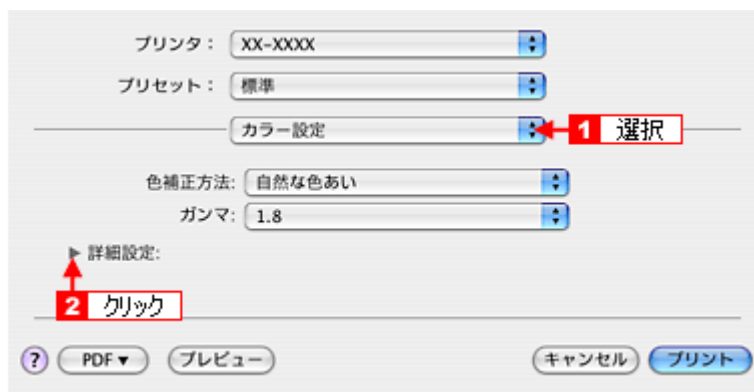 プリンタ： XX-XXXX
プリセット： 標準
カラー設定 1 選択
色補正方法: 自然な色あい
ガンマ: 1.8
▶ 詳細設定:
2 クリック
? PDF ▼ プレビュー キャンセル プリント